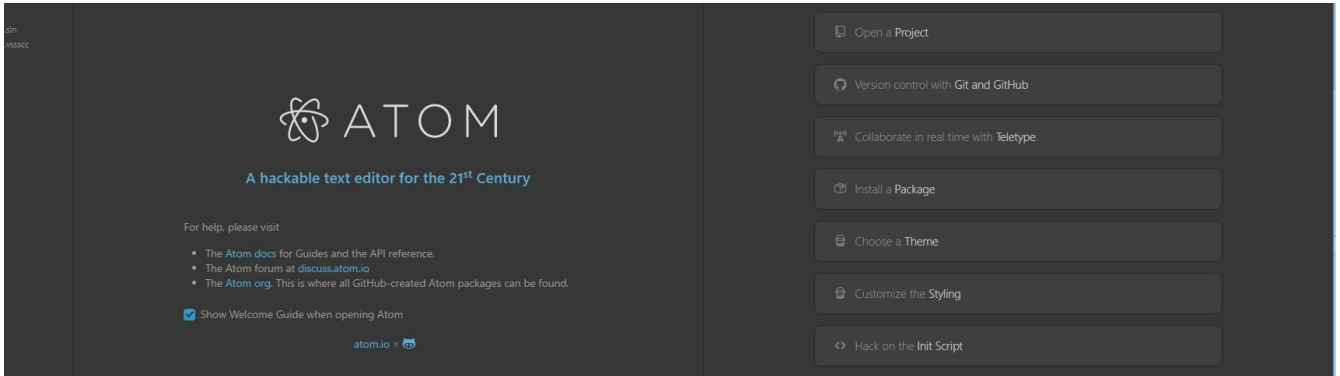 .sln
.vssscc
ATOM
A hackable text editor for the 21st Century
For help, please visit
• The Atom docs for Guides and the API reference.
• The Atom forum at discuss.atom.io
• The Atom org. This is where all GitHub-created Atom packages can be found.
Show Welcome Guide when opening Atom
atom.io ×
Open a Project
Version control with Git and GitHub
Collaborate in real time with Teletype
Install a Package
Choose a Theme
Customize the Styling
Hack on the Init Script